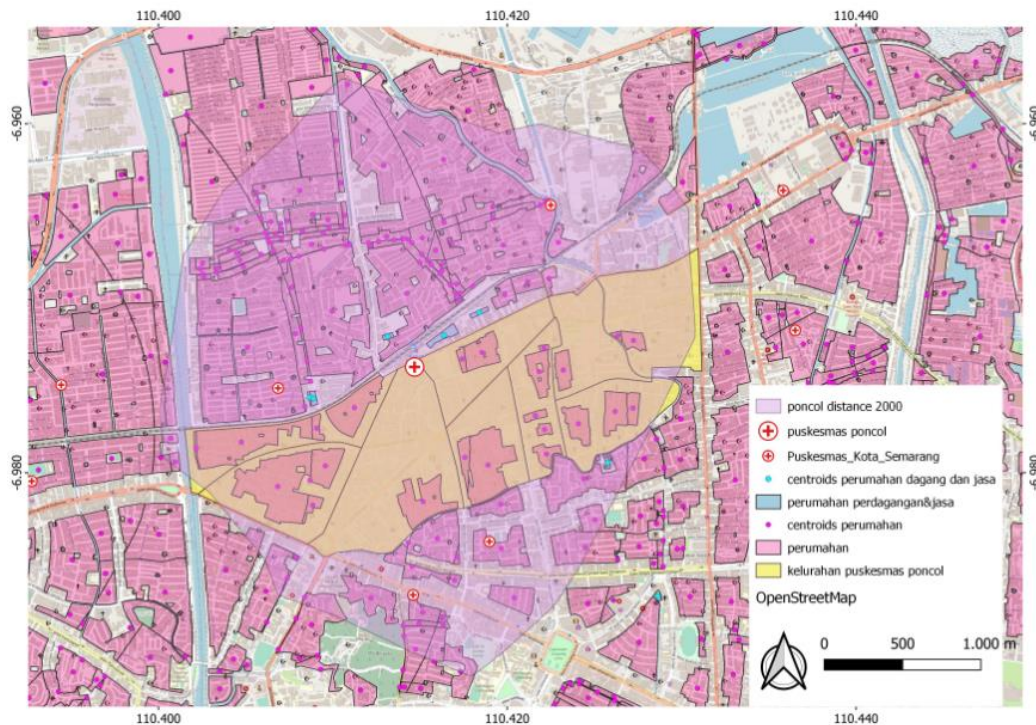 110.400 110.420 110.440
-6.960 -6.960
-6.980 -6.980
poncol distance 2000
puskesmas poncol
Puskesmas_Kota_Semarang
centroids perumahan dagang dan jasa
perumahan perdagangan&jasa
centroids perumahan
perumahan
kelurahan puskesmas poncol
OpenStreetMap
0 500 1.000 m
110.400 110.420 110.440